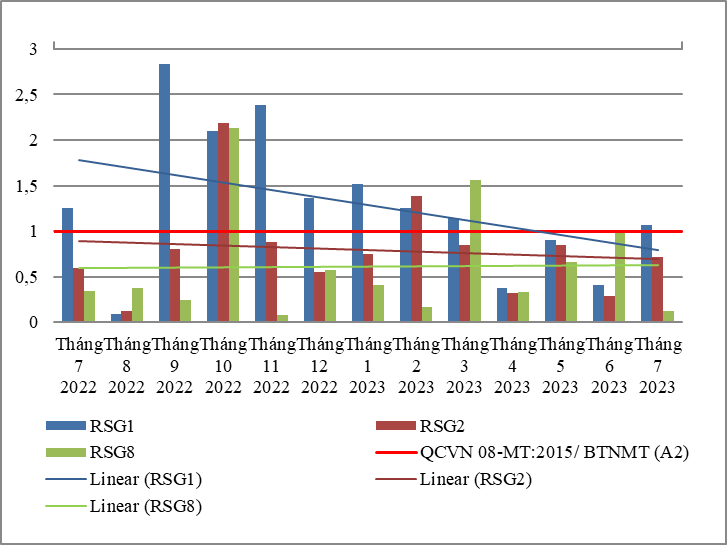 3
2,5
2
1,5
1
0,5
0
Tháng Tháng Tháng Tháng Tháng Tháng Tháng Tháng Tháng Tháng Tháng Tháng Tháng
7 8 9 10 11 12 1 2 3 4 5 6 7
2022 2022 2022 2022 2022 2022 2023 2023 2023 2023 2023 2023 2023
RSG1 RSG2
RSG8 QCVN 08-MT:2015/ BTNMT (A2)
Linear (RSG1) Linear (RSG2)
Linear (RSG8)